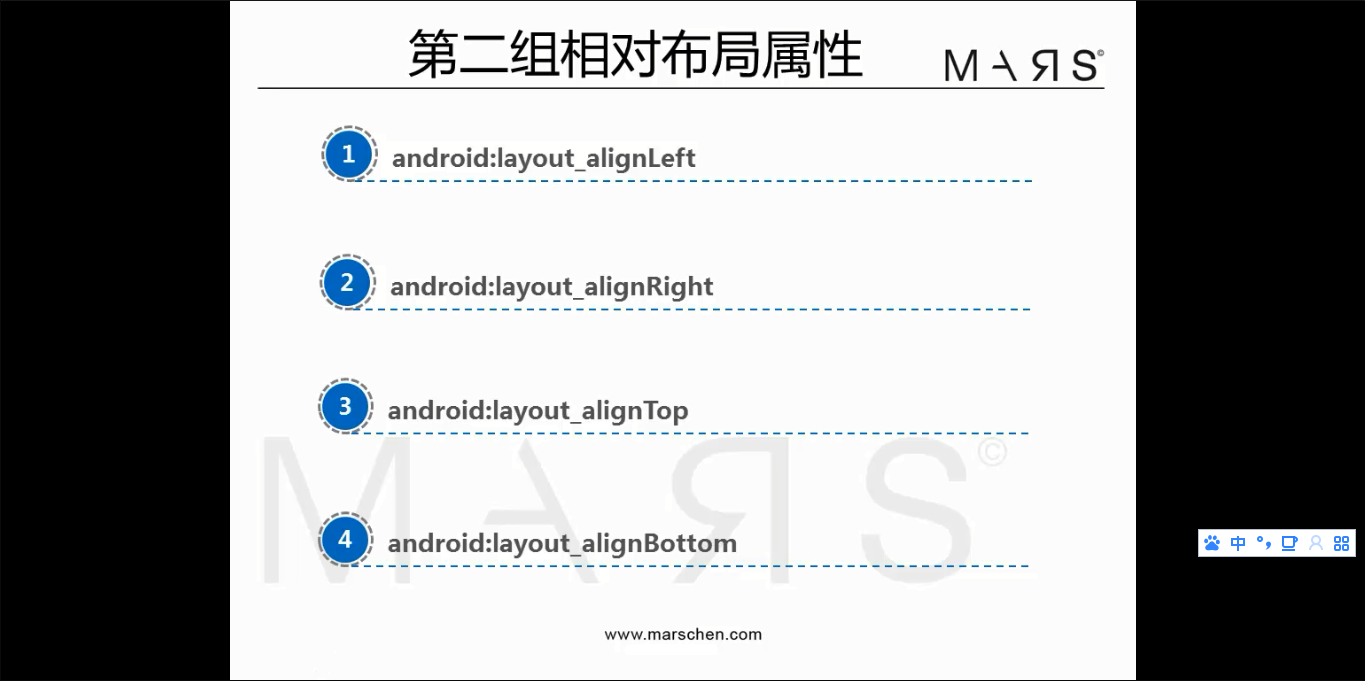 第二组相对布局属性
MARS©
1 android:layout_alignLeft
2 android:layout_alignRight
3 android:layout_alignTop
4 android:layout_alignBottom
MARS©
www.marschen.com
中